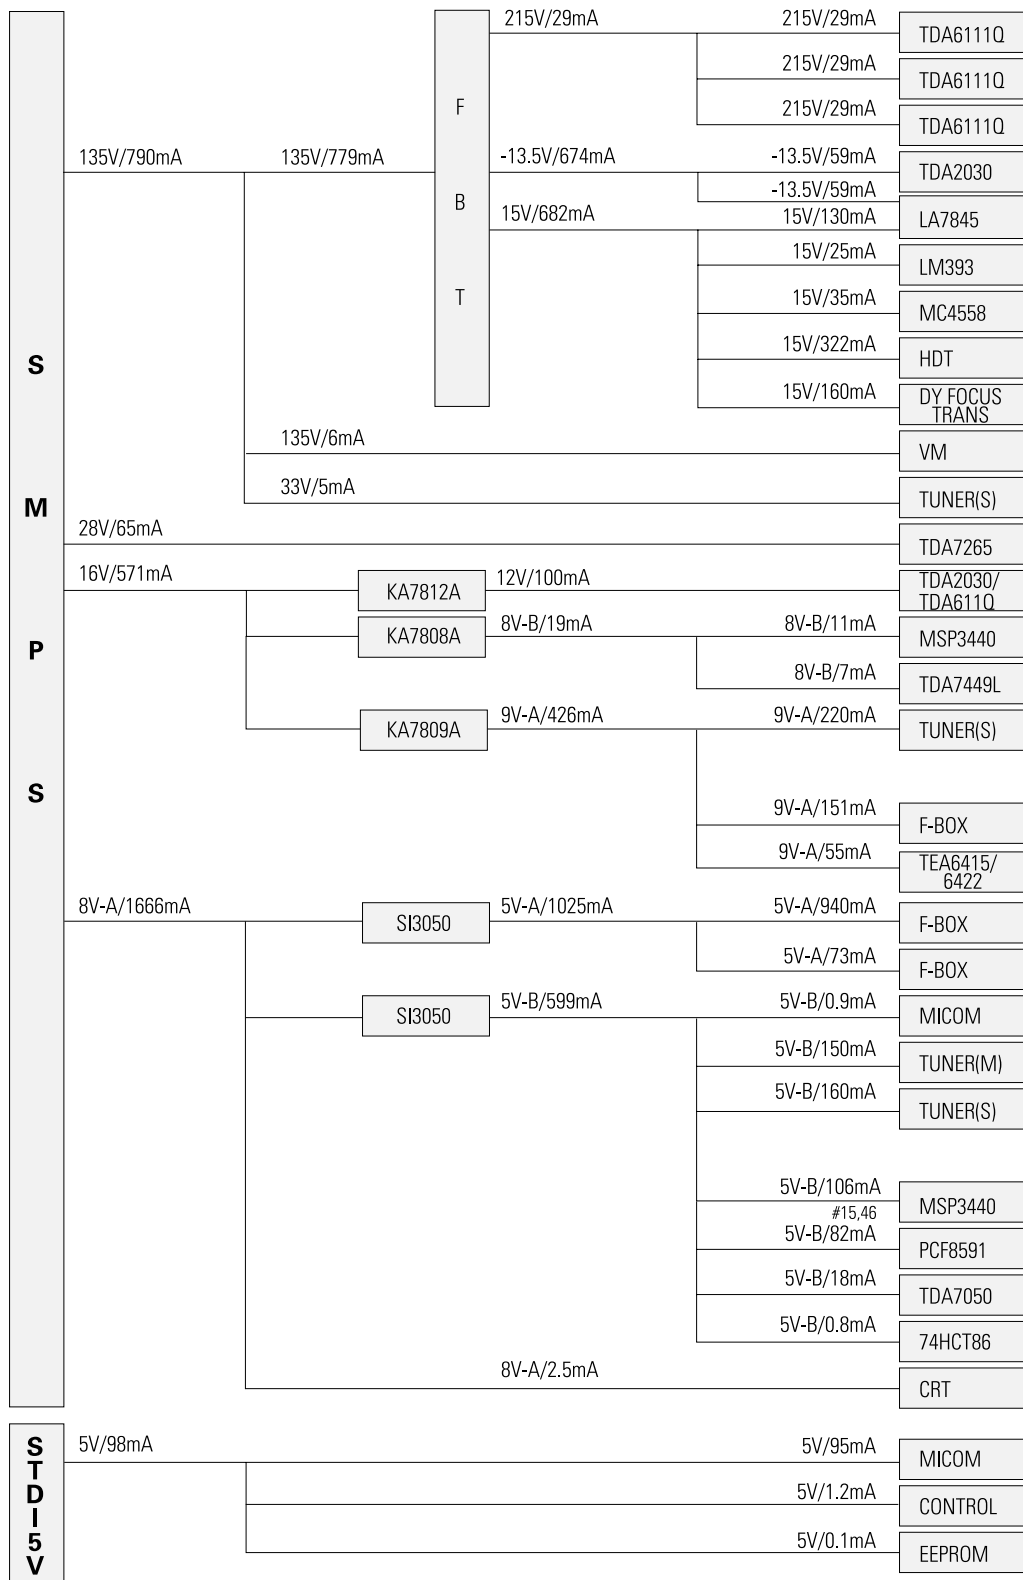 215V/29mA 215V/29mA
TDA6111Q
215V/29mA
TDA6111Q
215V/29mA
TDA6111Q
F
B
T
135V/790mA 135V/779mA -13.5V/674mA -13.5V/59mA
TDA2030
-13.5V/59mA
15V/682mA 15V/130mA
LA7845
15V/25mA
LM393
15V/35mA
MC4558
15V/322mA
HDT
15V/160mA
DY FOCUS
TRANS
S
M
P
S
135V/6mA
VM
33V/5mA
TUNER(S)
28V/65mA
TDA7265
16V/571mA
KA7812A 12V/100mA
TDA2030/
TDA611Q
KA7808A 8V-B/19mA 8V-B/11mA
MSP3440
8V-B/7mA
TDA7449L
KA7809A 9V-A/426mA 9V-A/220mA
TUNER(S)
9V-A/151mA
F-BOX
9V-A/55mA
TEA6415/
6422
8V-A/1666mA
SI3050 5V-A/1025mA 5V-A/940mA
F-BOX
5V-A/73mA
F-BOX
SI3050 5V-B/599mA 5V-B/0.9mA
MICOM
5V-B/150mA
TUNER(M)
5V-B/160mA
TUNER(S)
5V-B/106mA
#15,46
MSP3440
5V-B/82mA
PCF8591
5V-B/18mA
TDA7050
5V-B/0.8mA
74HCT86
8V-A/2.5mA
CRT
S
T
D
I
5
V
5V/98mA 5V/95mA
MICOM
5V/1.2mA
CONTROL
5V/0.1mA
EEPROM